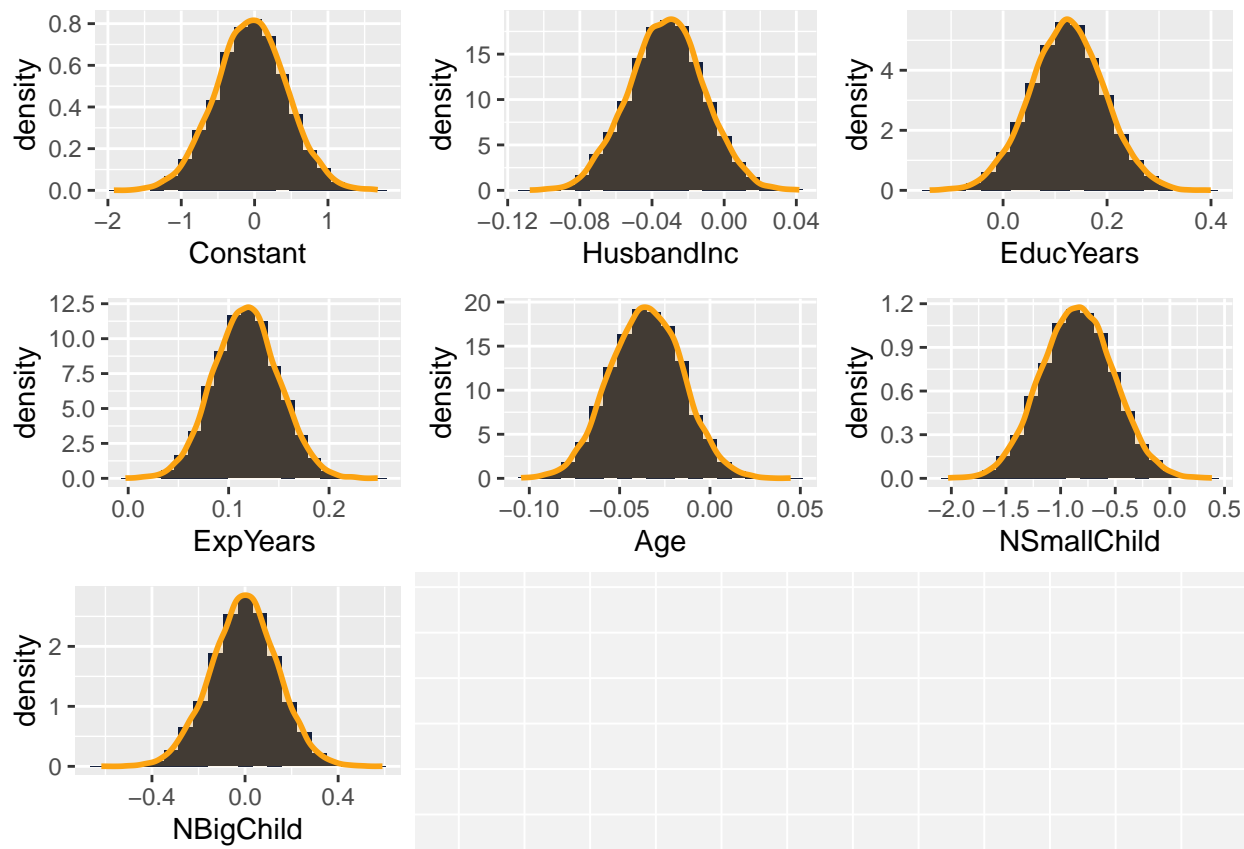 density
0.8
0.6
0.4
0.2
0.0
−2 −1 0 1
Constant
density
15
10
5
0
−0.12 −0.08 −0.04 0.00 0.04
HusbandInc
density
4
2
0
0.0 0.2 0.4
EducYears
density
12.5
10.0
7.5
5.0
2.5
0.0
0.0 0.1 0.2
ExpYears
density
20
15
10
5
0
−0.10 −0.05 0.00 0.05
Age
density
1.2
0.9
0.6
0.3
0.0
−2.0 −1.5 −1.0 −0.5 0.0 0.5
NSmallChild
density
2
1
0
−0.4 0.0 0.4
NBigChild